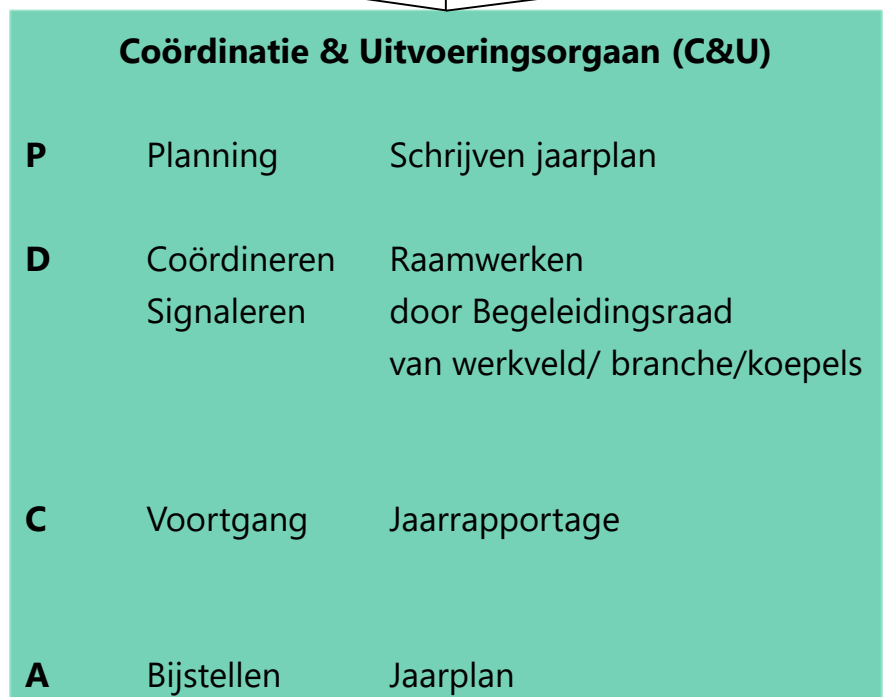 Coördinatie & Uitvoeringsorgaan (C&U)
P Planning Schrijven jaarplan
D Coördineren Raamwerken
Signaleren door Begeleidingsraad
van werkveld/ branche/koepels
C Voortgang Jaarrapportage
A Bijstellen Jaarplan